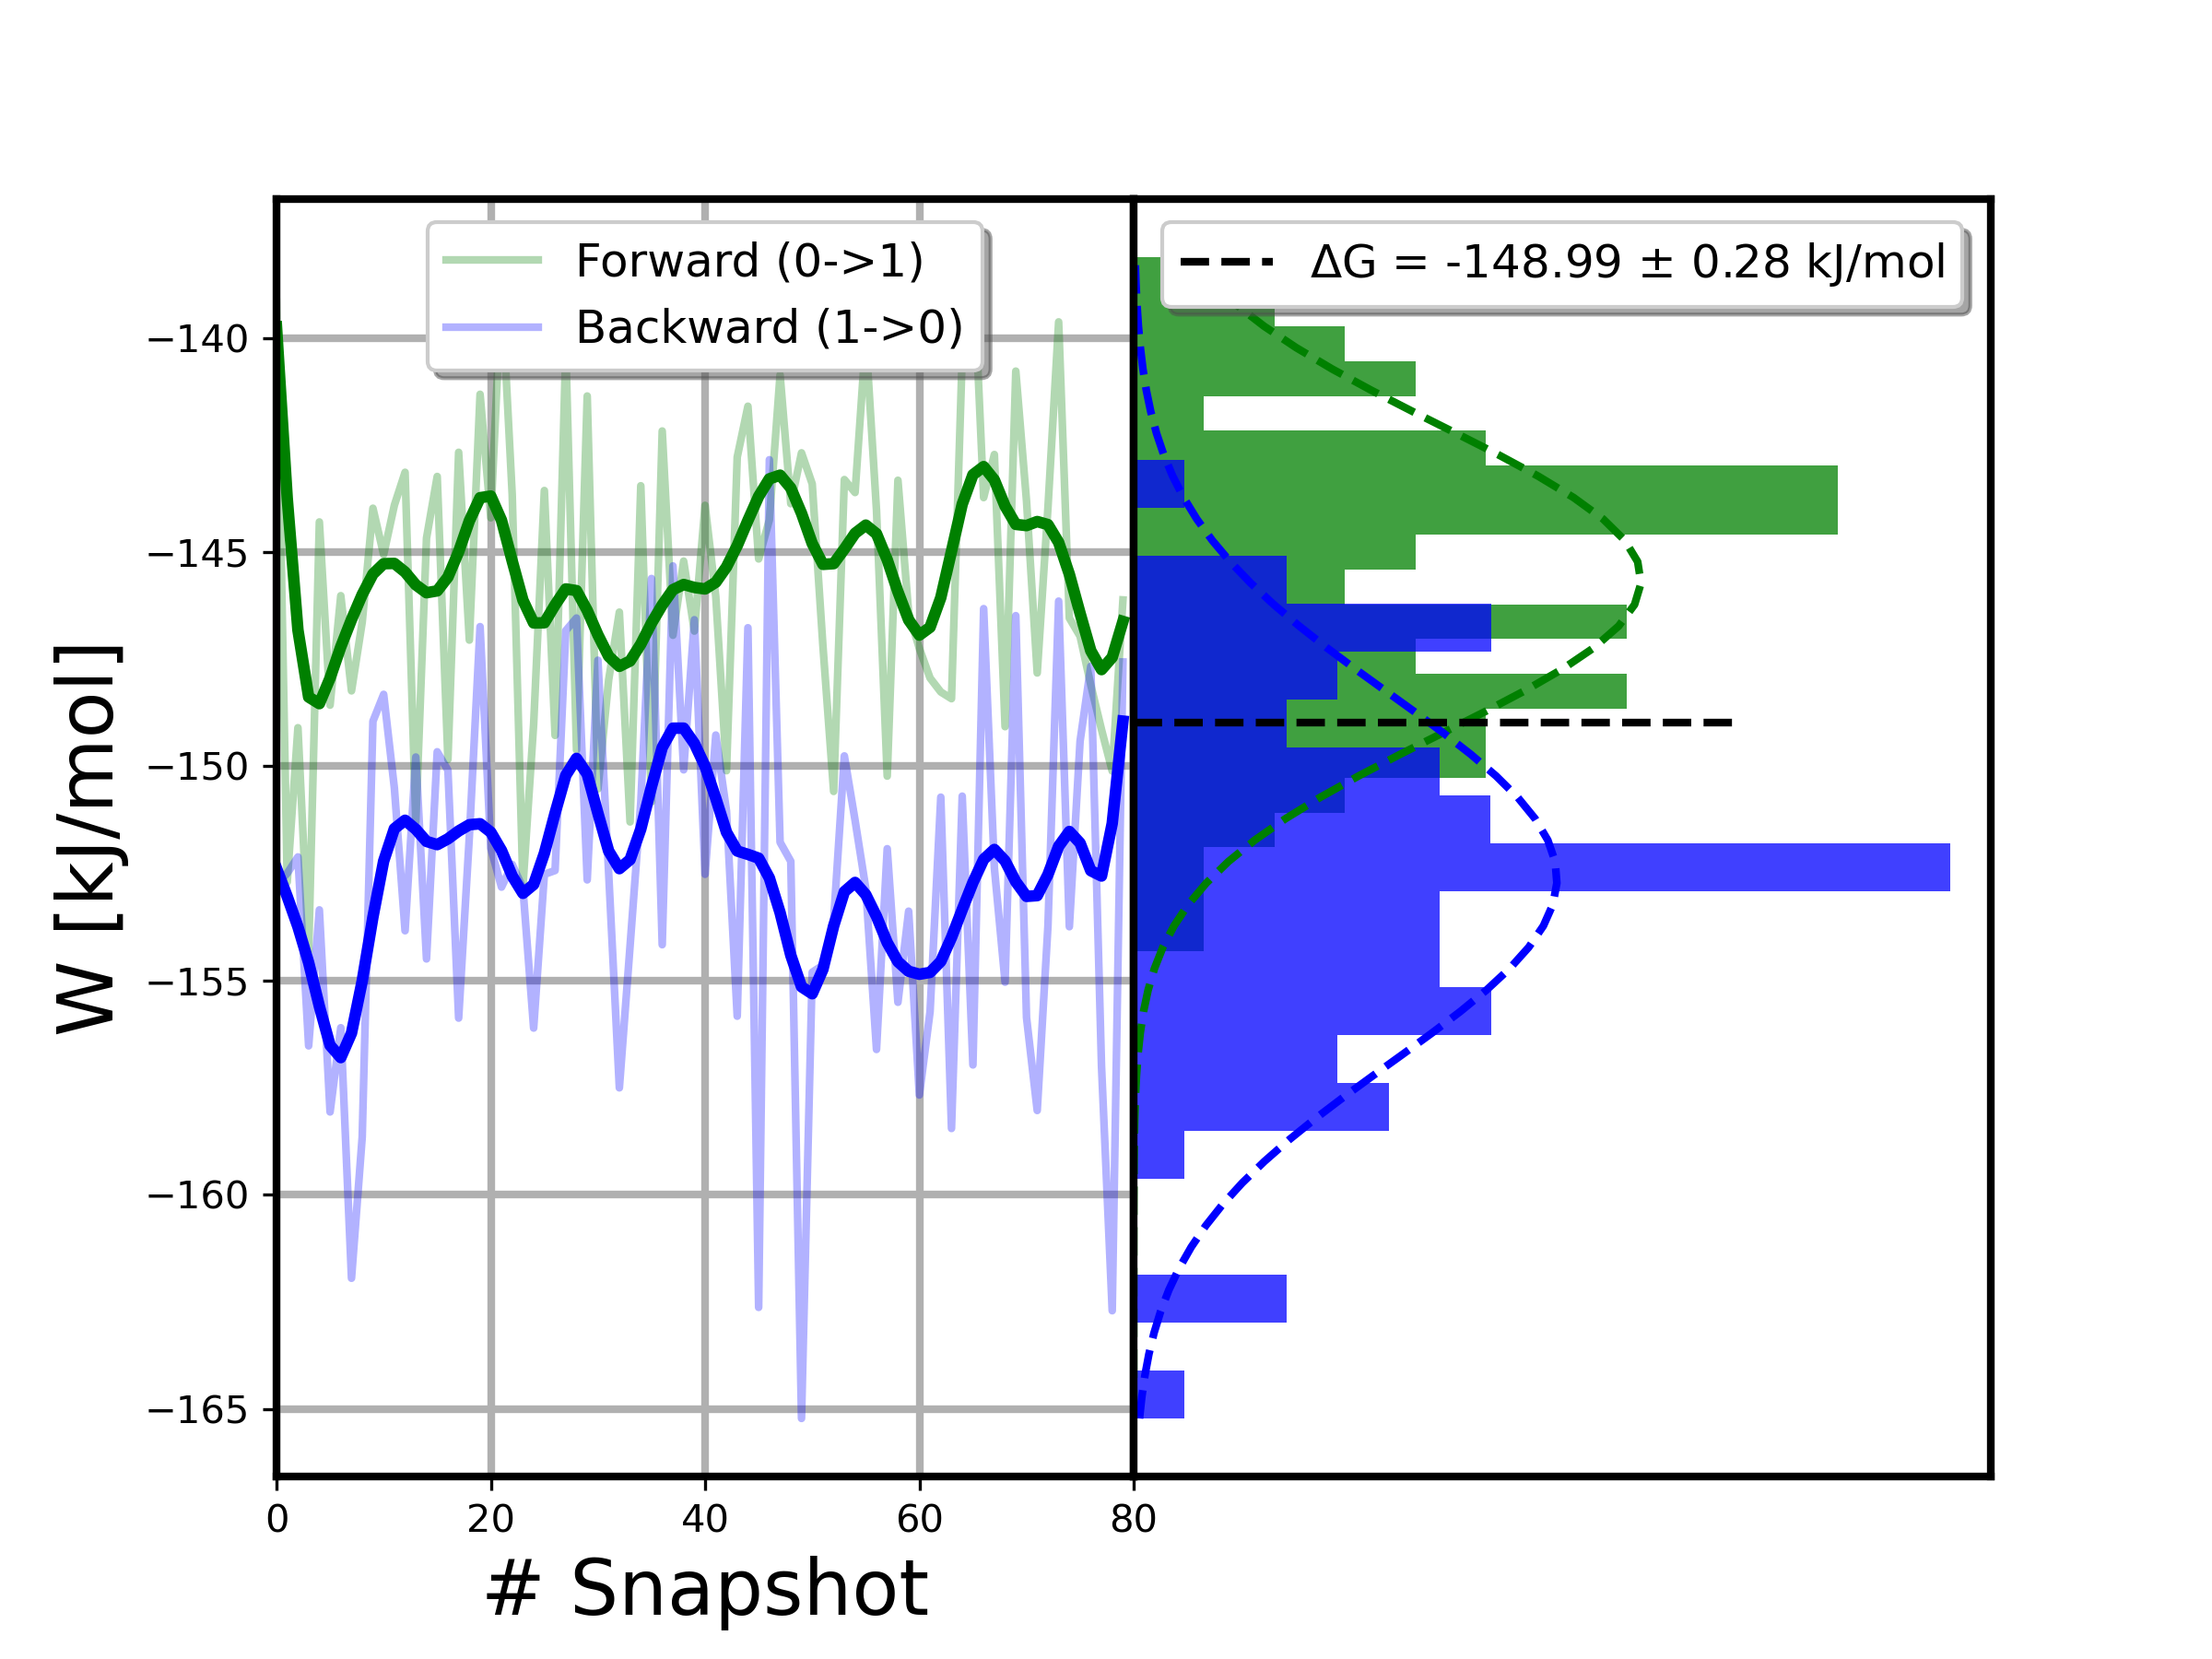 Forward (0->1)
Backward (1->0)
ΔG = -148.99 ± 0.28 kJ/mol
W [kJ/mol]
−140
−145
−150
−155
−160
−165
0 20 40 60 80
# Snapshot